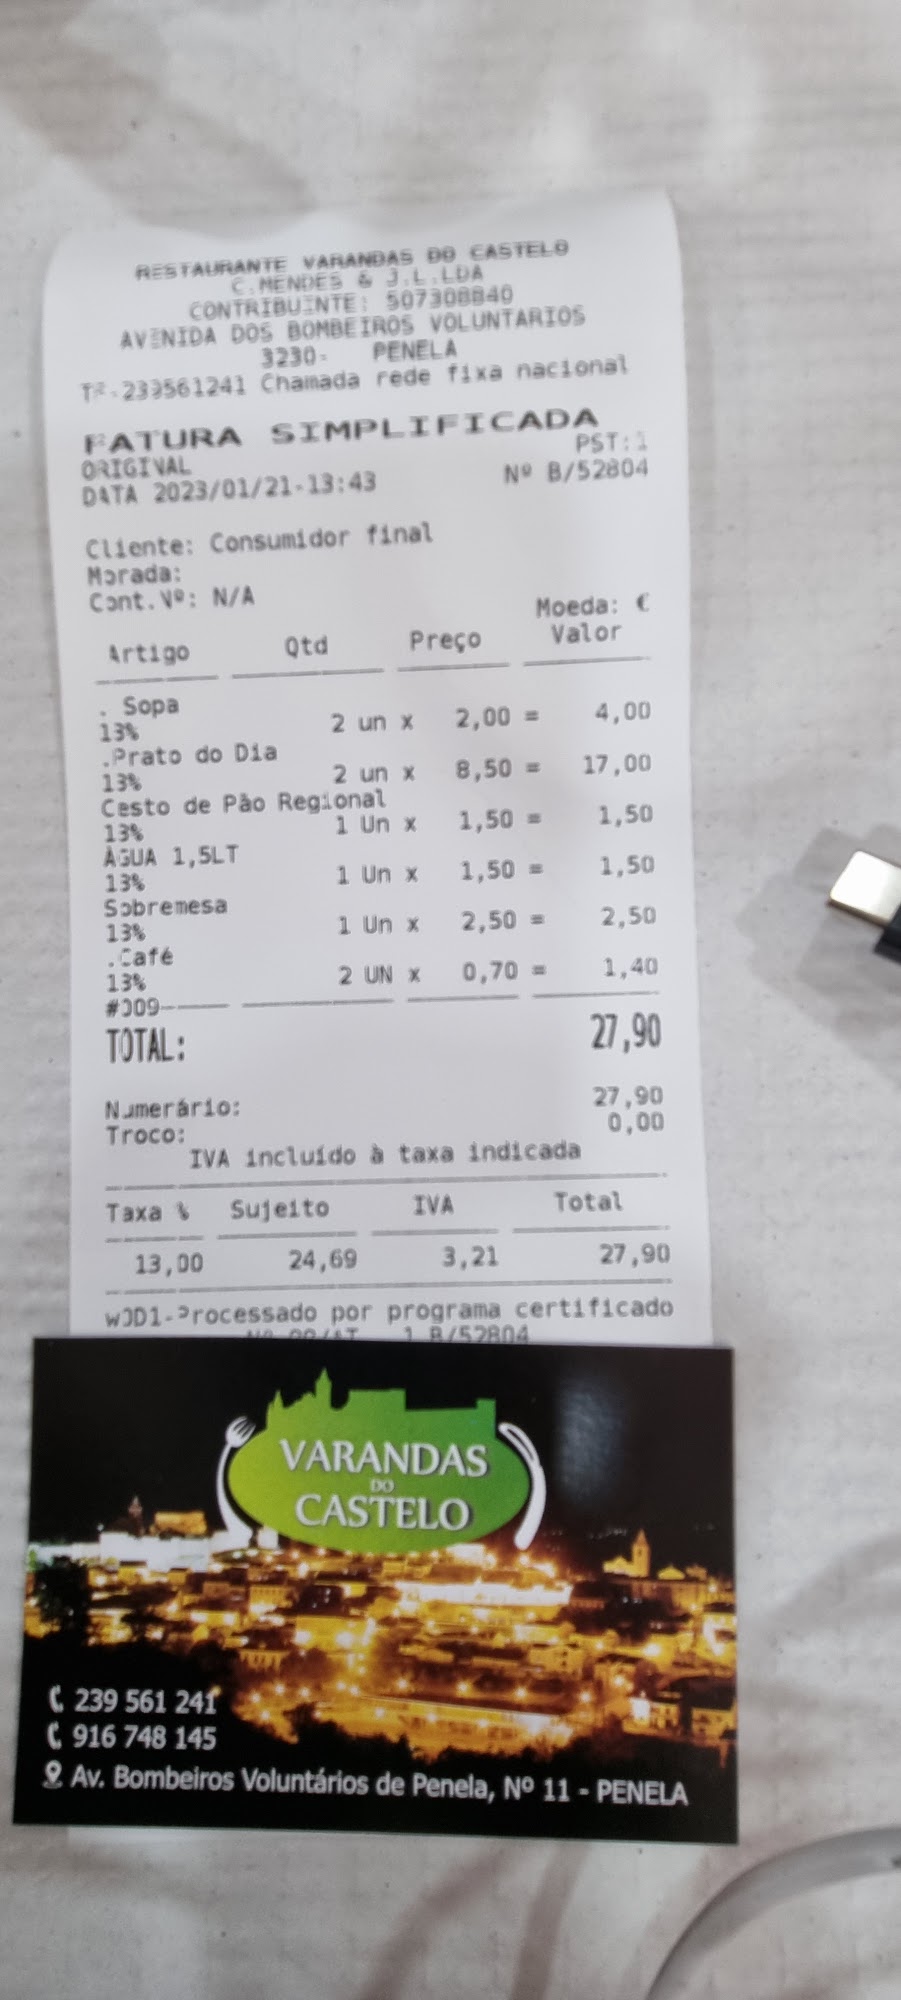 RESTAURANTE VARANDAS DO CASTELO
C.MENDES & J.L.LDA
CONTRIBUINTE: 507308840
AVENIDA DOS BOMBEIROS VOLUNTARIOS
3230- PENELA
239561241 Chamada rede fixa nacional
FATURA SIMPLIFICADA
PST:1
ORIGINAL
DATA 2023/01/21-13:43 Nº B/52804
Cliente: Consumidor final
Morada:
Cont.Nº: N/A
Moeda: €
Artigo Qtd Preço Valor
. Sopa
13% 2 un x 2,00 = 4,00
.Prato do Dia
13% 2 un x 8,50 = 17,00
Cesto de Pão Regional
13% 1 Un x 1,50 = 1,50
ÀGUA 1,5LT
13% 1 Un x 1,50 = 1,50
Sobremesa
13% 1 Un x 2,50 = 2,50
.Café
13% 2 UN x 0,70 = 1,40
#009
TOTAL: 27,90
Numerário: 27,90
Troco: 0,00
IVA incluído à taxa indicada
Taxa % Sujeito IVA Total
13,00 24,69 3,21 27,90
Processado por programa certificado
1 B/52804
VARANDAS
DO
CASTELO
239 561 241
916 748 145
Av. Bombeiros Voluntários de Penela, Nº 11 - PENELA